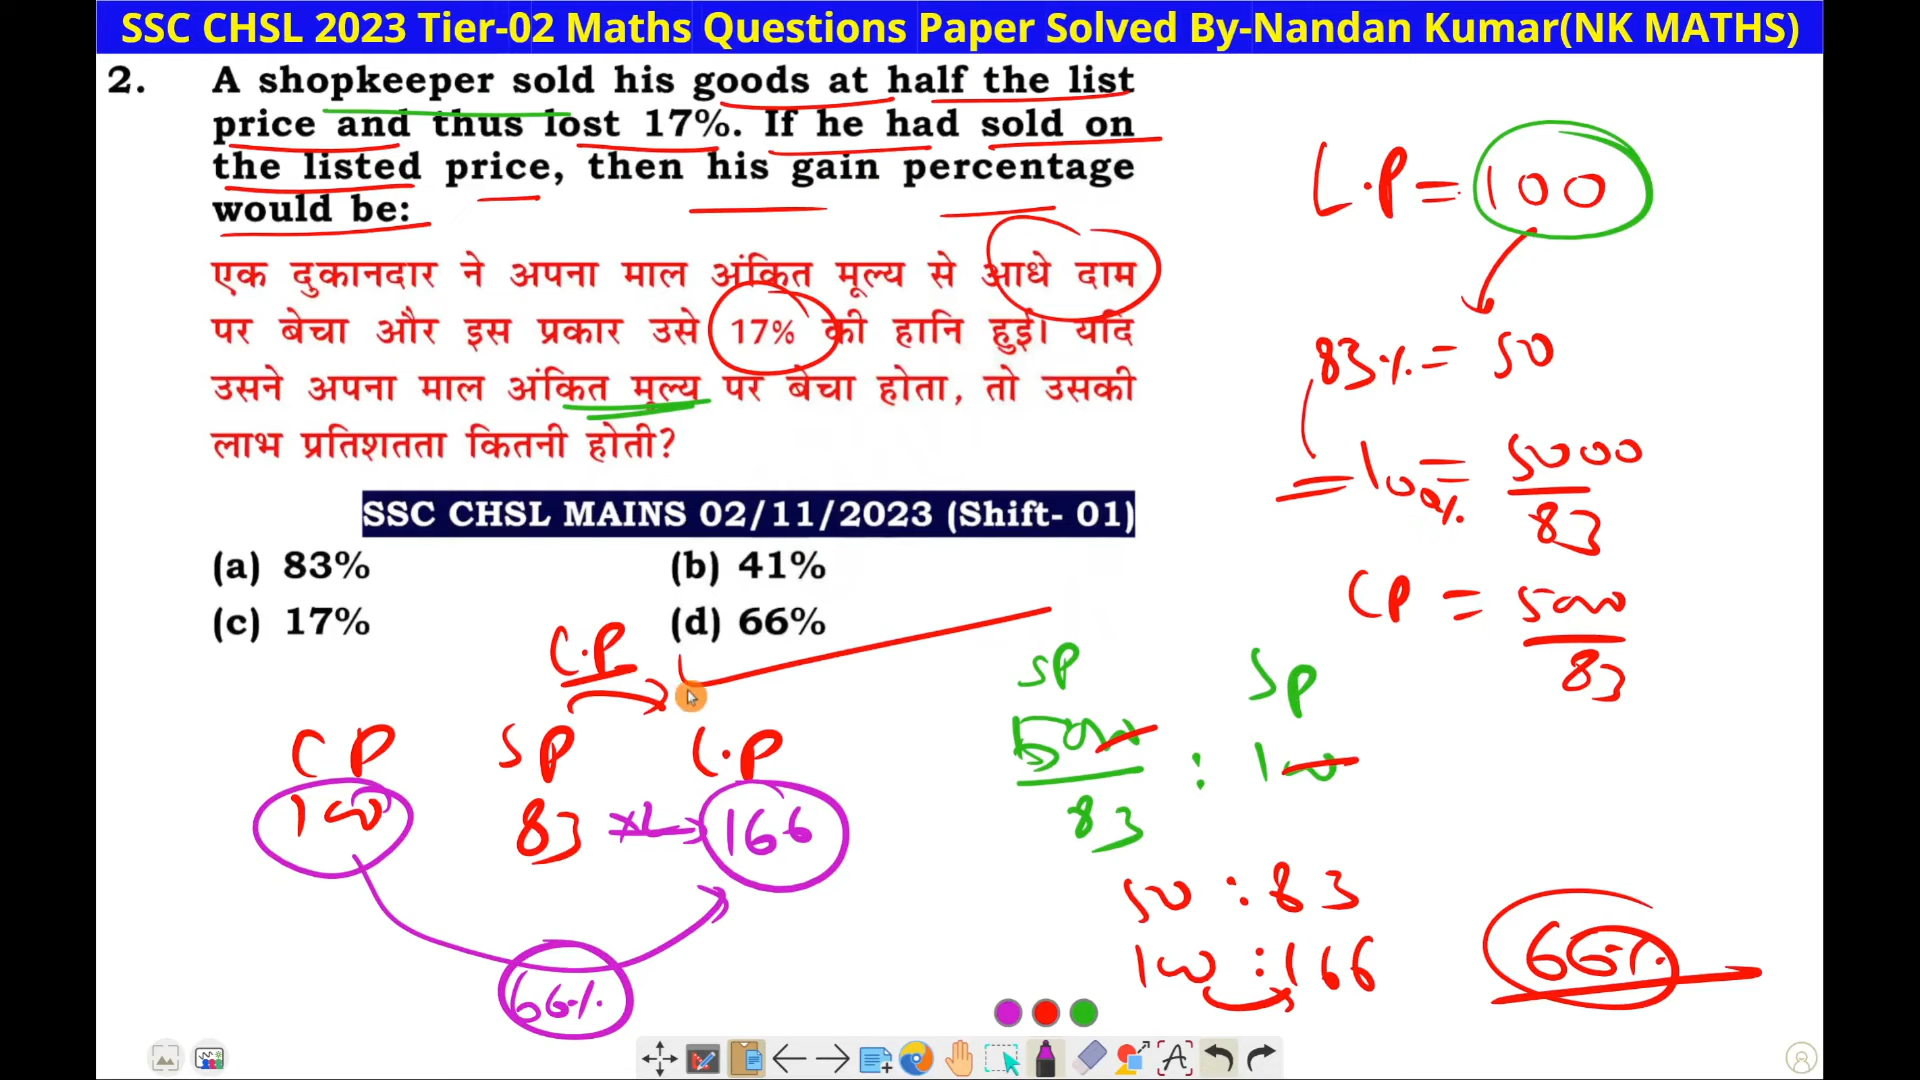 SSC CHSL 2023 Tier-02 Maths Questions Paper Solved By-Nandan Kumar(NK MATHS)
2. A shopkeeper sold his goods at half the list
price and thus lost 17%. If he had sold on
the listed price, then his gain percentage
would be:
एक दुकानदार ने अपना माल अंकित मूल्य से आधे दाम
पर बेचा और इस प्रकार उसे 17% की हानि हुई। यदि
उसने अपना माल अंकित मूल्य पर बेचा होता, तो उसकी
लाभ प्रतिशतता कितनी होती?
SSC CHSL MAINS 02/11/2023 (Shift- 01)
(a) 83% (b) 41%
(c) 17% (d) 66%
L.P = 100
83% = 50
100% = 5000/83
CP = 5000/83
C.P
CP SP L.P
100 83 ×2 166
66%
SP SP
5000/83 : 100
50 : 83
100 : 166
66%